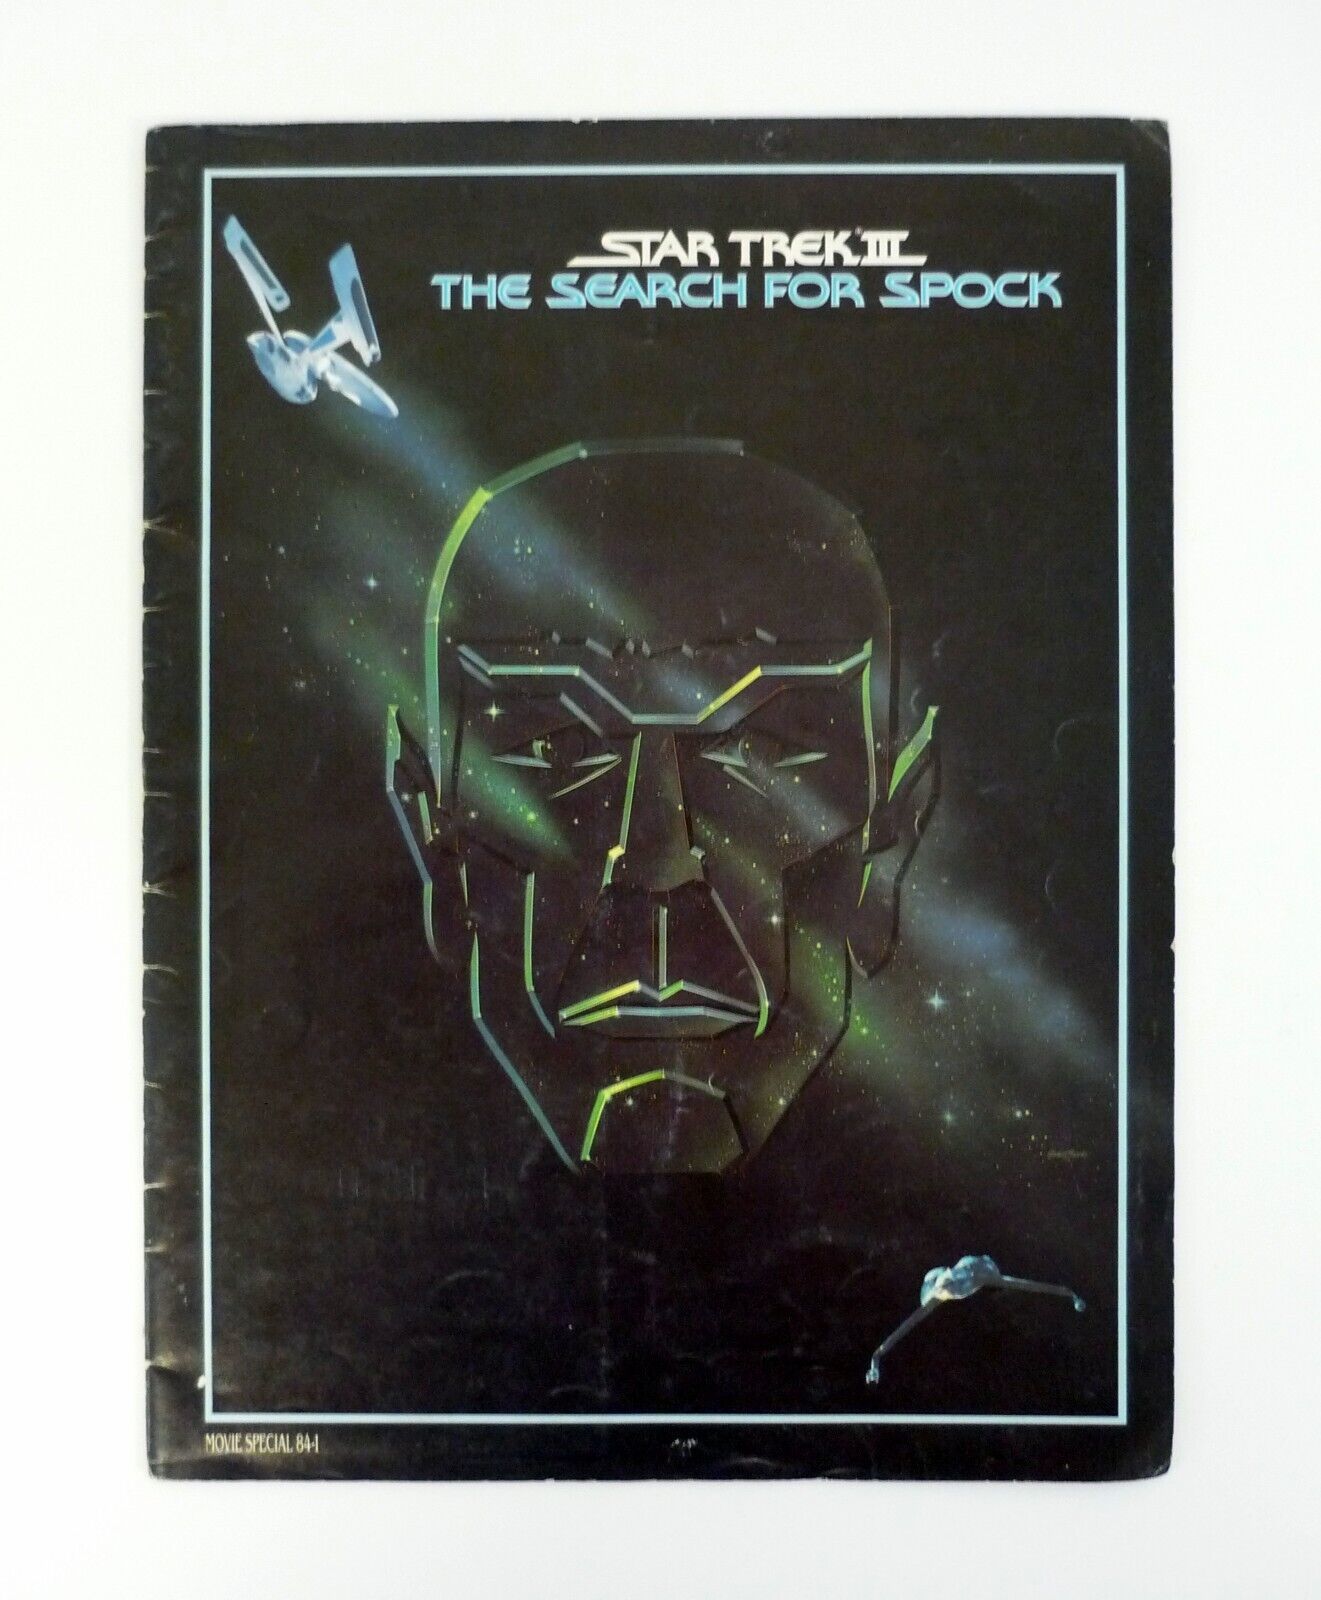 STAR TREK® III
THE SEARCH FOR SPOCK
MOVIE SPECIAL 84-1